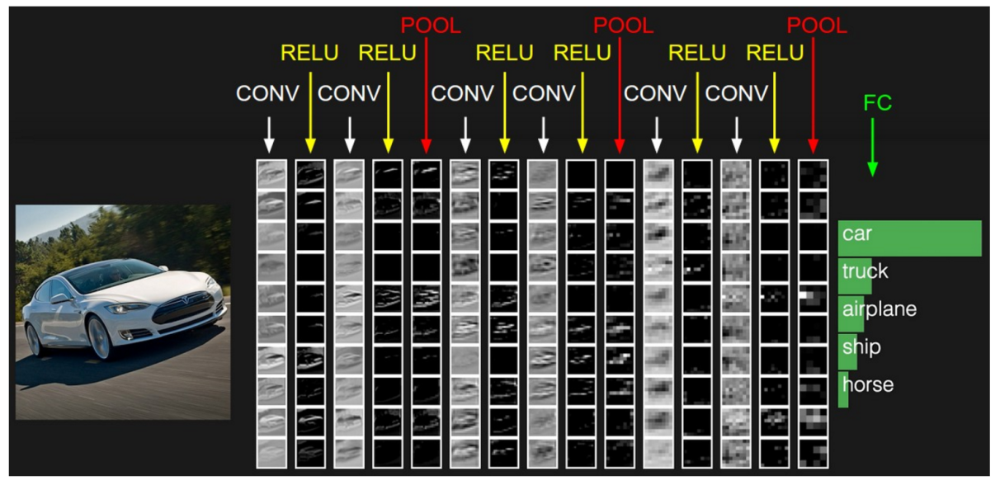 POOL POOL POOL
RELU RELU RELU RELU RELU RELU
CONV CONV CONV CONV CONV CONV
FC
car
truck
airplane
ship
horse